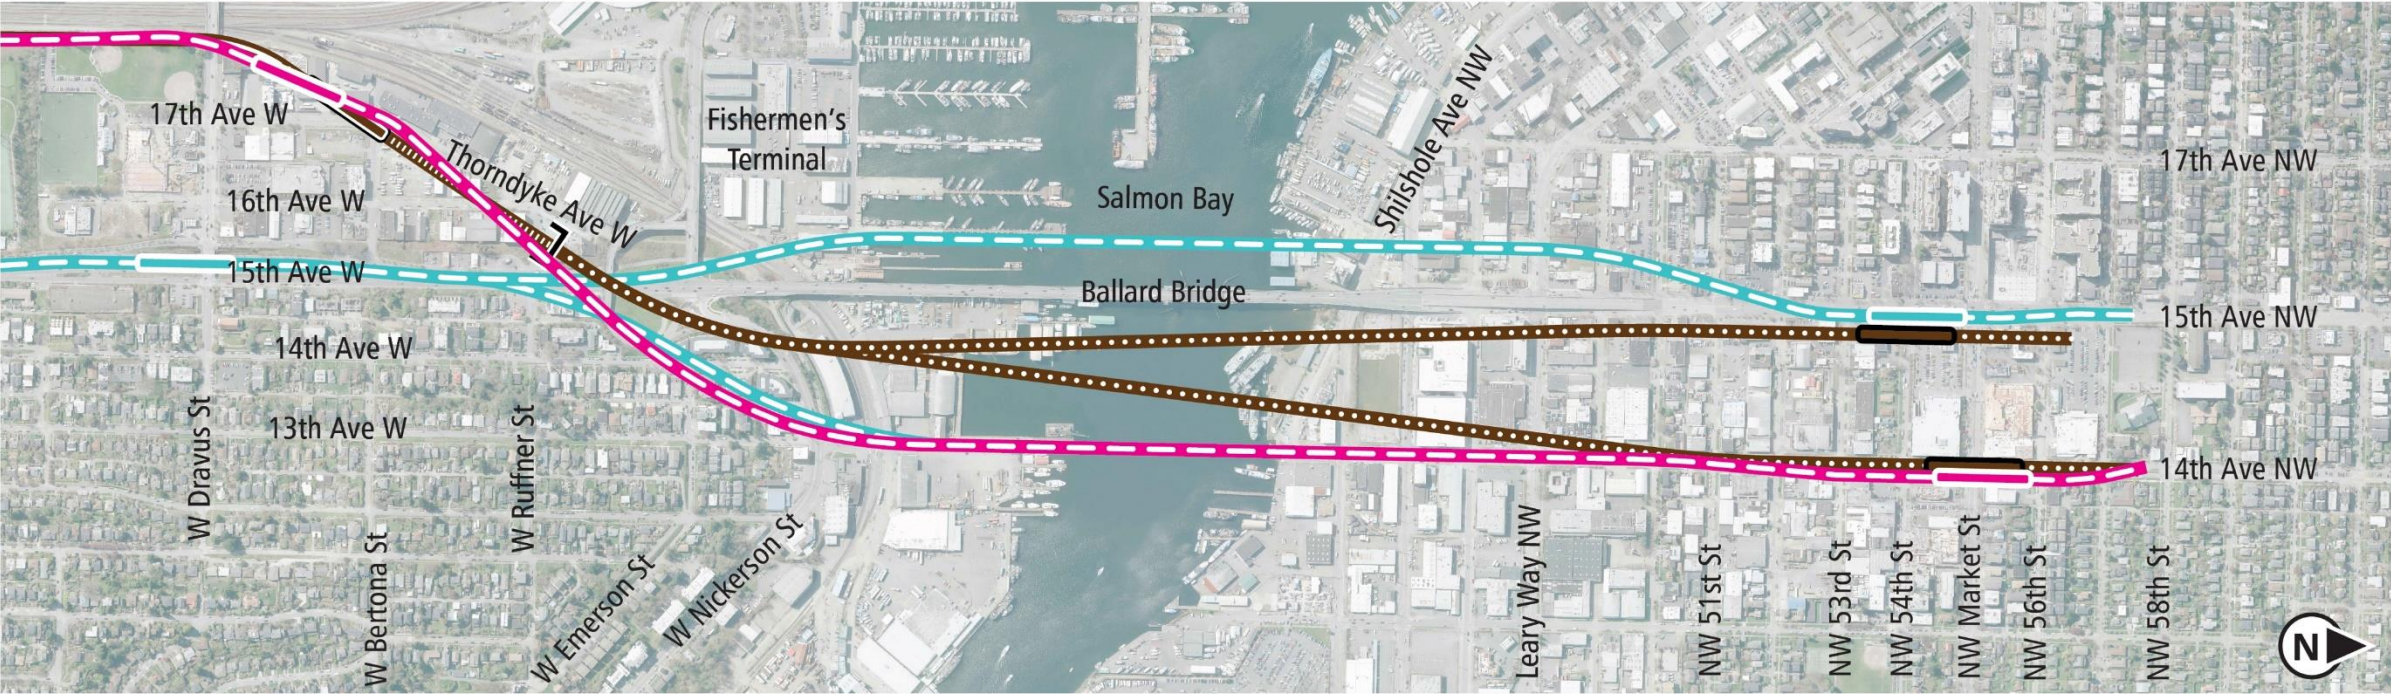 17th Ave W
16th Ave W
15th Ave W
14th Ave W
13th Ave W
W Dravus St
W Bertona St
W Ruffner St
W Emerson St
W Nickerson St
Thorndyke Ave W
Fishermen's
Terminal
Salmon Bay
Ballard Bridge
Shilshole Ave NW
Leary Way NW
NW 51st St
NW 53rd St
NW 54th St
NW Market St
NW 56th St
NW 58th St
17th Ave NW
15th Ave NW
14th Ave NW
N